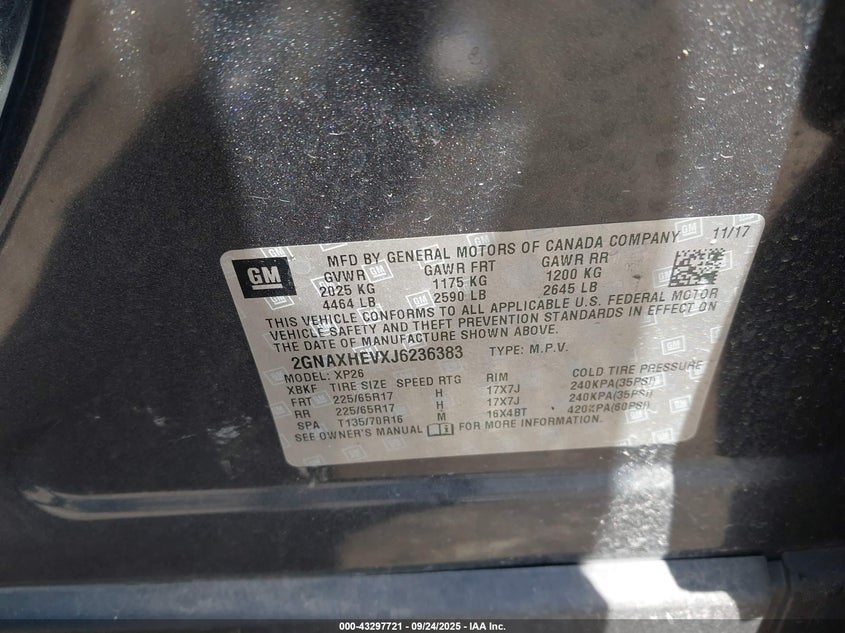 GM
MFD BY GENERAL MOTORS OF CANADA COMPANY 11/17
GVWR GAWR FRT GAWR RR
2025 KG 1175 KG 1200 KG
4464 LB 2590 LB 2645 LB
THIS VEHICLE CONFORMS TO ALL APPLICABLE U.S. FEDERAL MOTOR
VEHICLE SAFETY AND THEFT PREVENTION STANDARDS IN EFFECT ON
THE DATE OF MANUFACTURE SHOWN ABOVE.
2GNAXHEVXJ6236383 TYPE: M.P.V.
MODEL: XP26
XBKF TIRE SIZE SPEED RTG RIM COLD TIRE PRESSURE
FRT 225/65R17 H 17X7J 240KPA(35PSI)
RR 225/65R17 H 17X7J 240KPA(35PSI)
SPA T135/70R16 M 16X4BT 420KPA(60PSI)
SEE OWNER'S MANUAL FOR MORE INFORMATION.
000-43297721 - 09/24/2025 - IAA Inc.